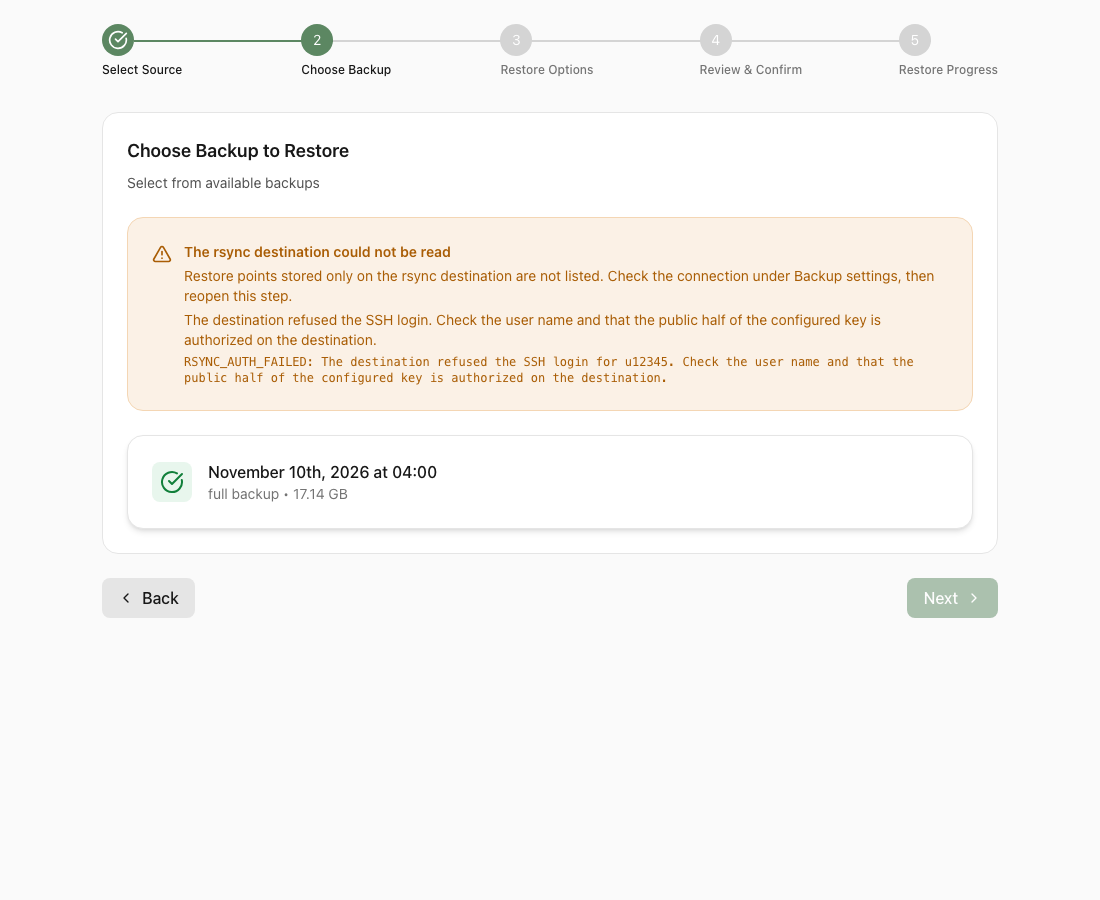 2
3
4
5
Select Source
Choose Backup
Restore Options
Review & Confirm
Restore Progress
Choose Backup to Restore
Select from available backups
The rsync destination could not be read
Restore points stored only on the rsync destination are not listed. Check the connection under Backup settings, then
reopen this step.
The destination refused the SSH login. Check the user name and that the public half of the configured key is
authorized on the destination.
RSYNC_AUTH_FAILED: The destination refused the SSH login for u12345. Check the user name and that the
public half of the configured key is authorized on the destination.
November 10th, 2026 at 04:00
full backup • 17.14 GB
Back
Next